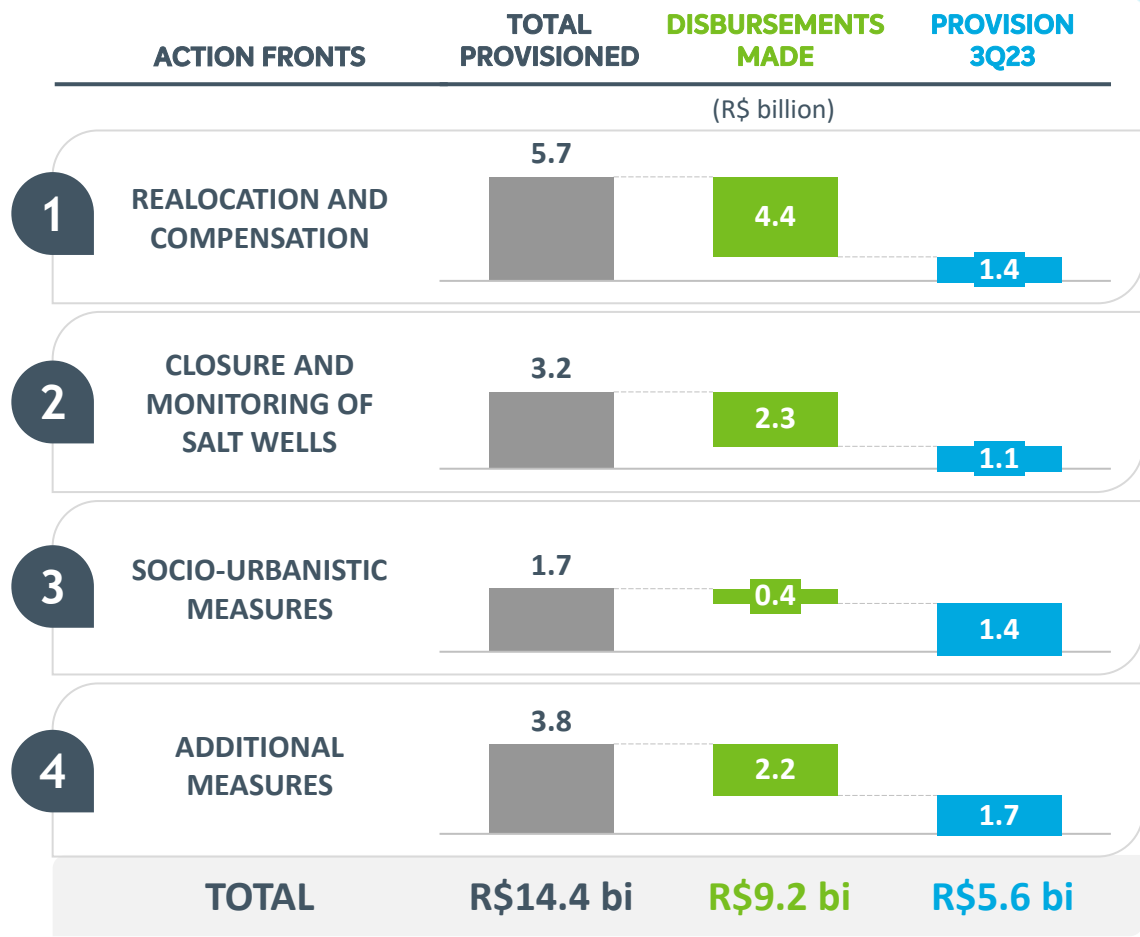 ACTION FRONTS
TOTAL
PROVISIONED
DISBURSEMENTS
MADE
PROVISION
3Q23
(R$ billion)
1
REALOCATION AND
COMPENSATION
5.7
4.4
1.4
2
CLOSURE AND
MONITORING OF
SALT WELLS
3.2
2.3
1.1
3
SOCIO-URBANISTIC
MEASURES
1.7
0.4
1.4
4
ADDITIONAL
MEASURES
3.8
2.2
1.7
TOTAL R$14.4 bi R$9.2 bi R$5.6 bi